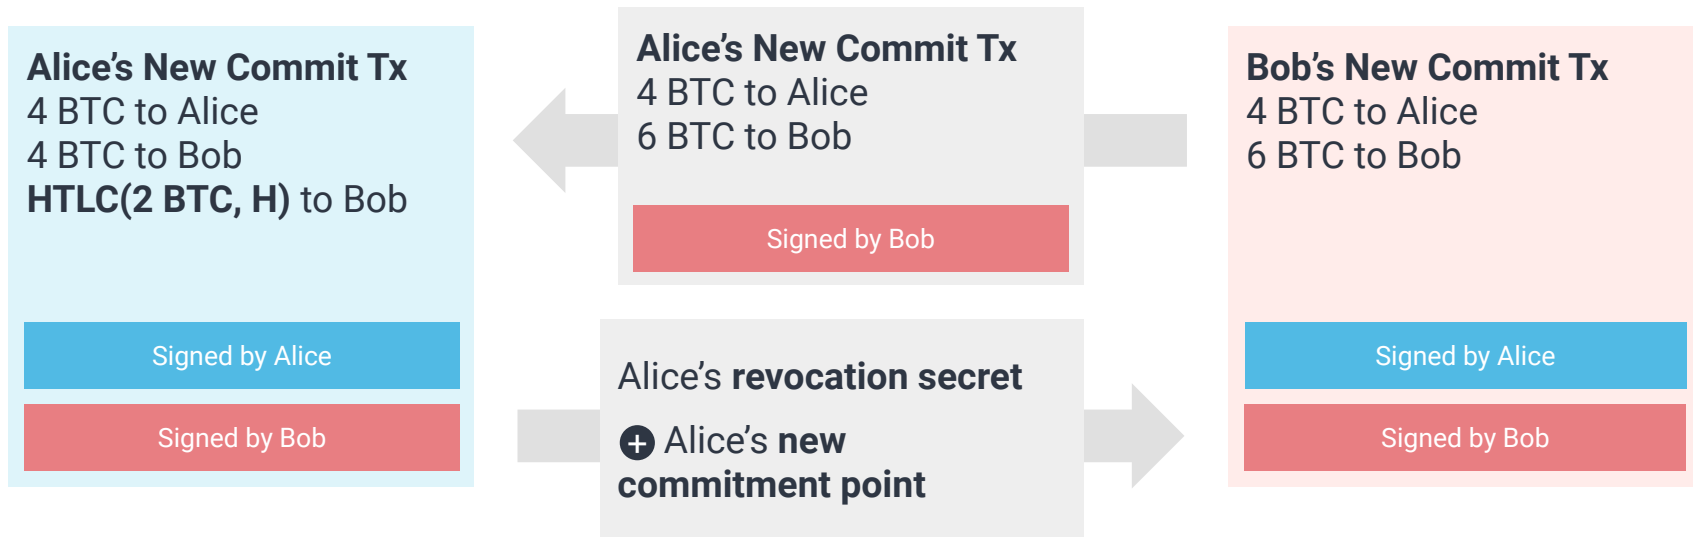 Alice’s New Commit Tx
4 BTC to Alice
4 BTC to Bob
HTLC(2 BTC, H) to Bob
Signed by Alice
Signed by Bob
Alice’s New Commit Tx
4 BTC to Alice
6 BTC to Bob
Signed by Bob
Alice’s revocation secret
+ Alice’s new
commitment point
Bob’s New Commit Tx
4 BTC to Alice
6 BTC to Bob
Signed by Alice
Signed by Bob